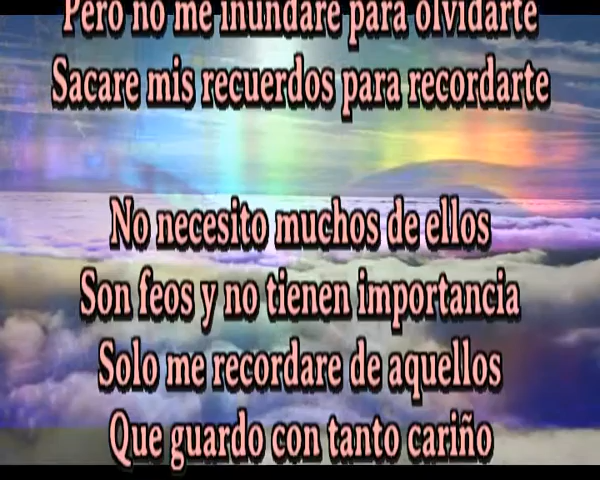 Pero no me inundare para olvidarte
Sacare mis recuerdos para recordarte
No necesito muchos de ellos
Son feos y no tienen importancia
Solo me recordare de aquellos
Que guardo con tanto cariño